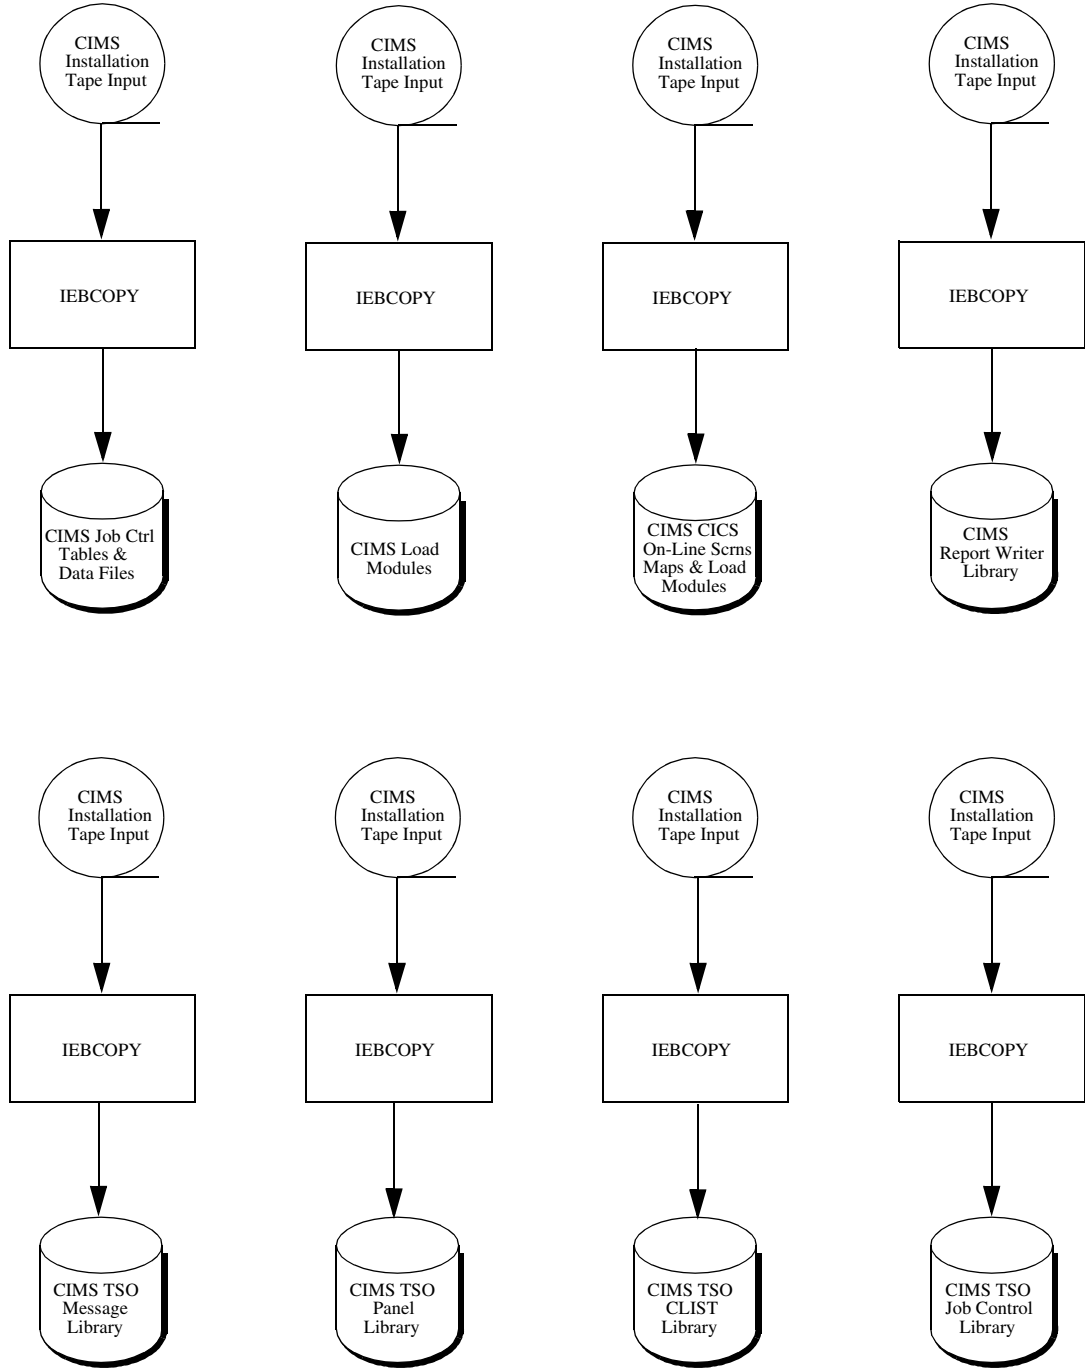 CIMS
Installation
Tape Input
CIMS
Installation
Tape Input
CIMS
Installation
Tape Input
CIMS
Installation
Tape Input
IEBCOPY
IEBCOPY
IEBCOPY
IEBCOPY
CIMS Job Ctrl
Tables &
Data Files
CIMS Load
Modules
CIMS CICS
On-Line Scrns
Maps & Load
Modules
CIMS
Report Writer
Library
CIMS
Installation
Tape Input
CIMS
Installation
Tape Input
CIMS
Installation
Tape Input
CIMS
Installation
Tape Input
IEBCOPY
IEBCOPY
IEBCOPY
IEBCOPY
CIMS TSO
Message
Library
CIMS TSO
Panel
Library
CIMS TSO
CLIST
Library
CIMS TSO
Job Control
Library